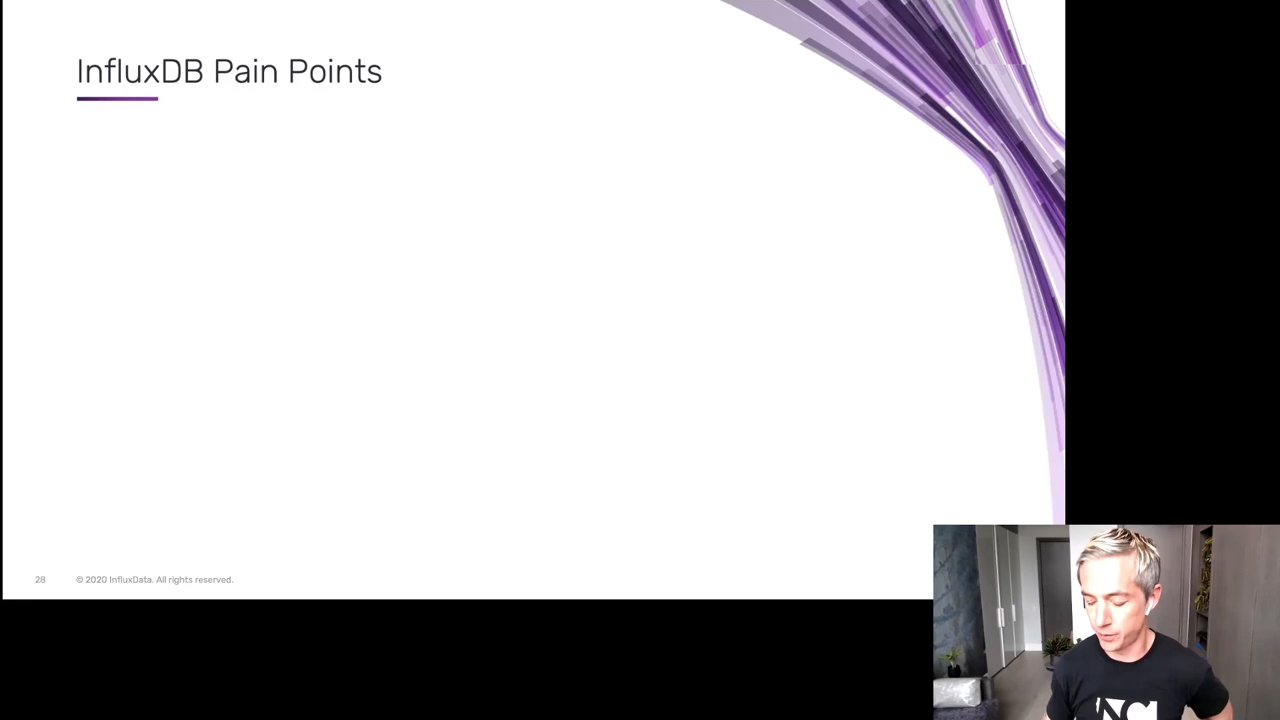 InfluxDB Pain Points
28 © 2020 InfluxData. All rights reserved.